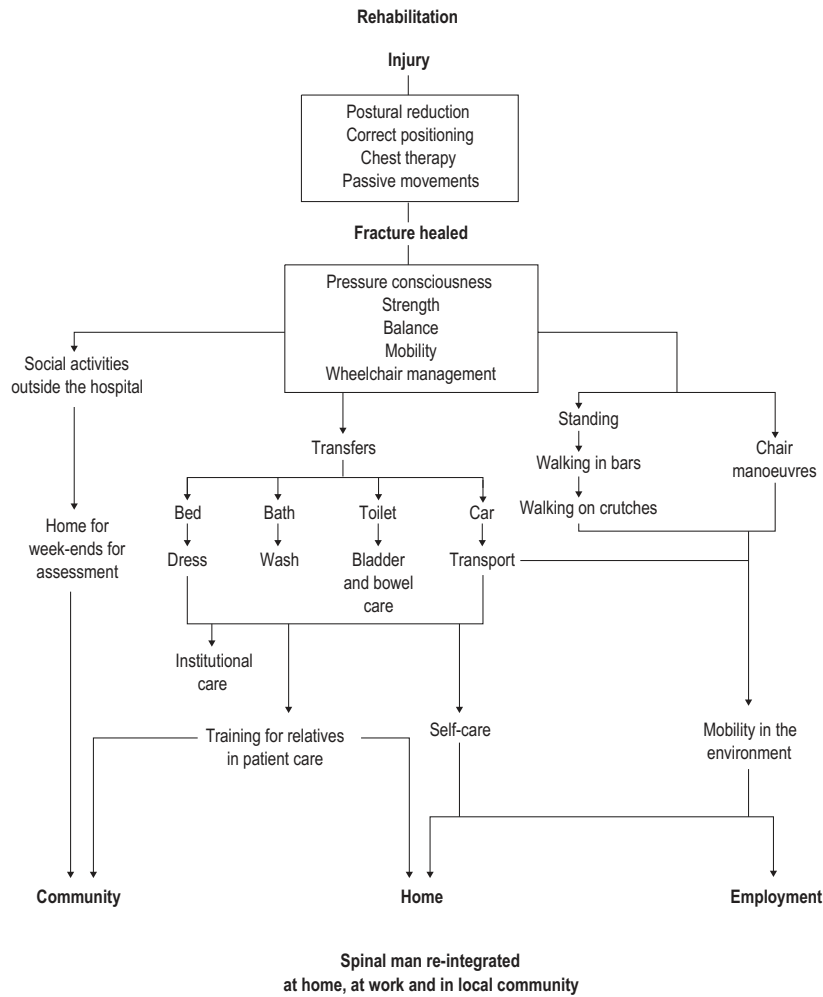 Rehabilitation
Injury
Postural reduction
Correct positioning
Chest therapy
Passive movements
Fracture healed
Pressure consciousness
Strength
Balance
Mobility
Wheelchair management
Social activities
outside the hospital
Home for
week-ends for
assessment
Transfers
Bed
Bath
Toilet
Car
Dress
Wash
Bladder
and bowel
care
Transport
Standing
Walking in bars
Walking on crutches
Chair
manoeuvres
Institutional
care
Training for relatives
in patient care
Self-care
Mobility in the
environment
Community
Home
Employment
Spinal man re-integrated
at home, at work and in local community